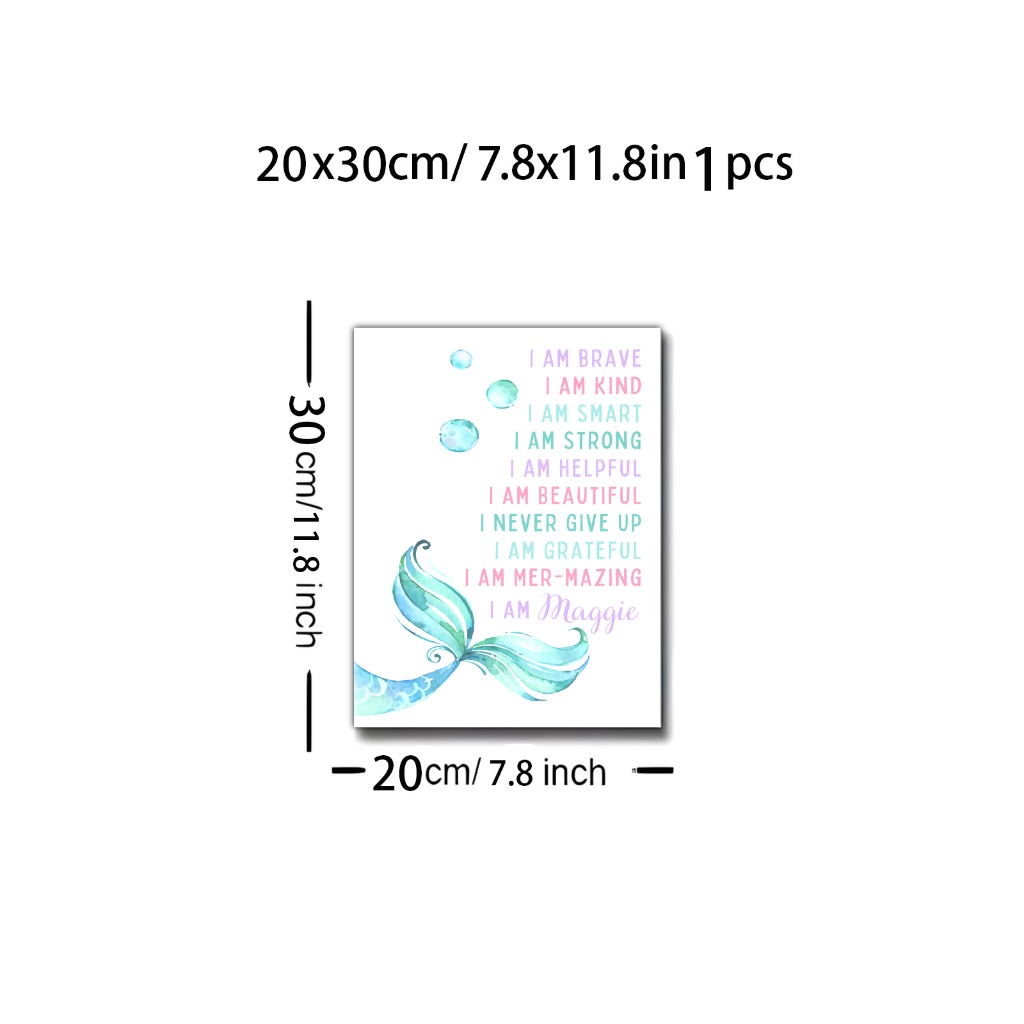 20x30cm/ 7.8x11.8in 1 pcs
30cm/11.8 inch
I AM BRAVE
I AM KIND
I AM SMART
I AM STRONG
I AM HELPFUL
I AM BEAUTIFUL
I NEVER GIVE UP
I AM GRATEFUL
I AM MER-MAZING
I AM Maggie
20cm/ 7.8 inch